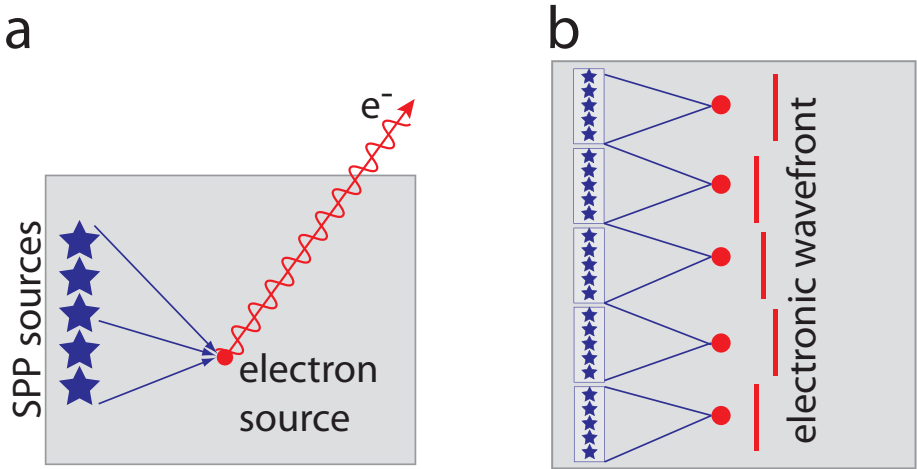 a
e-
SPP sources
electron
source
b
electronic wavefront